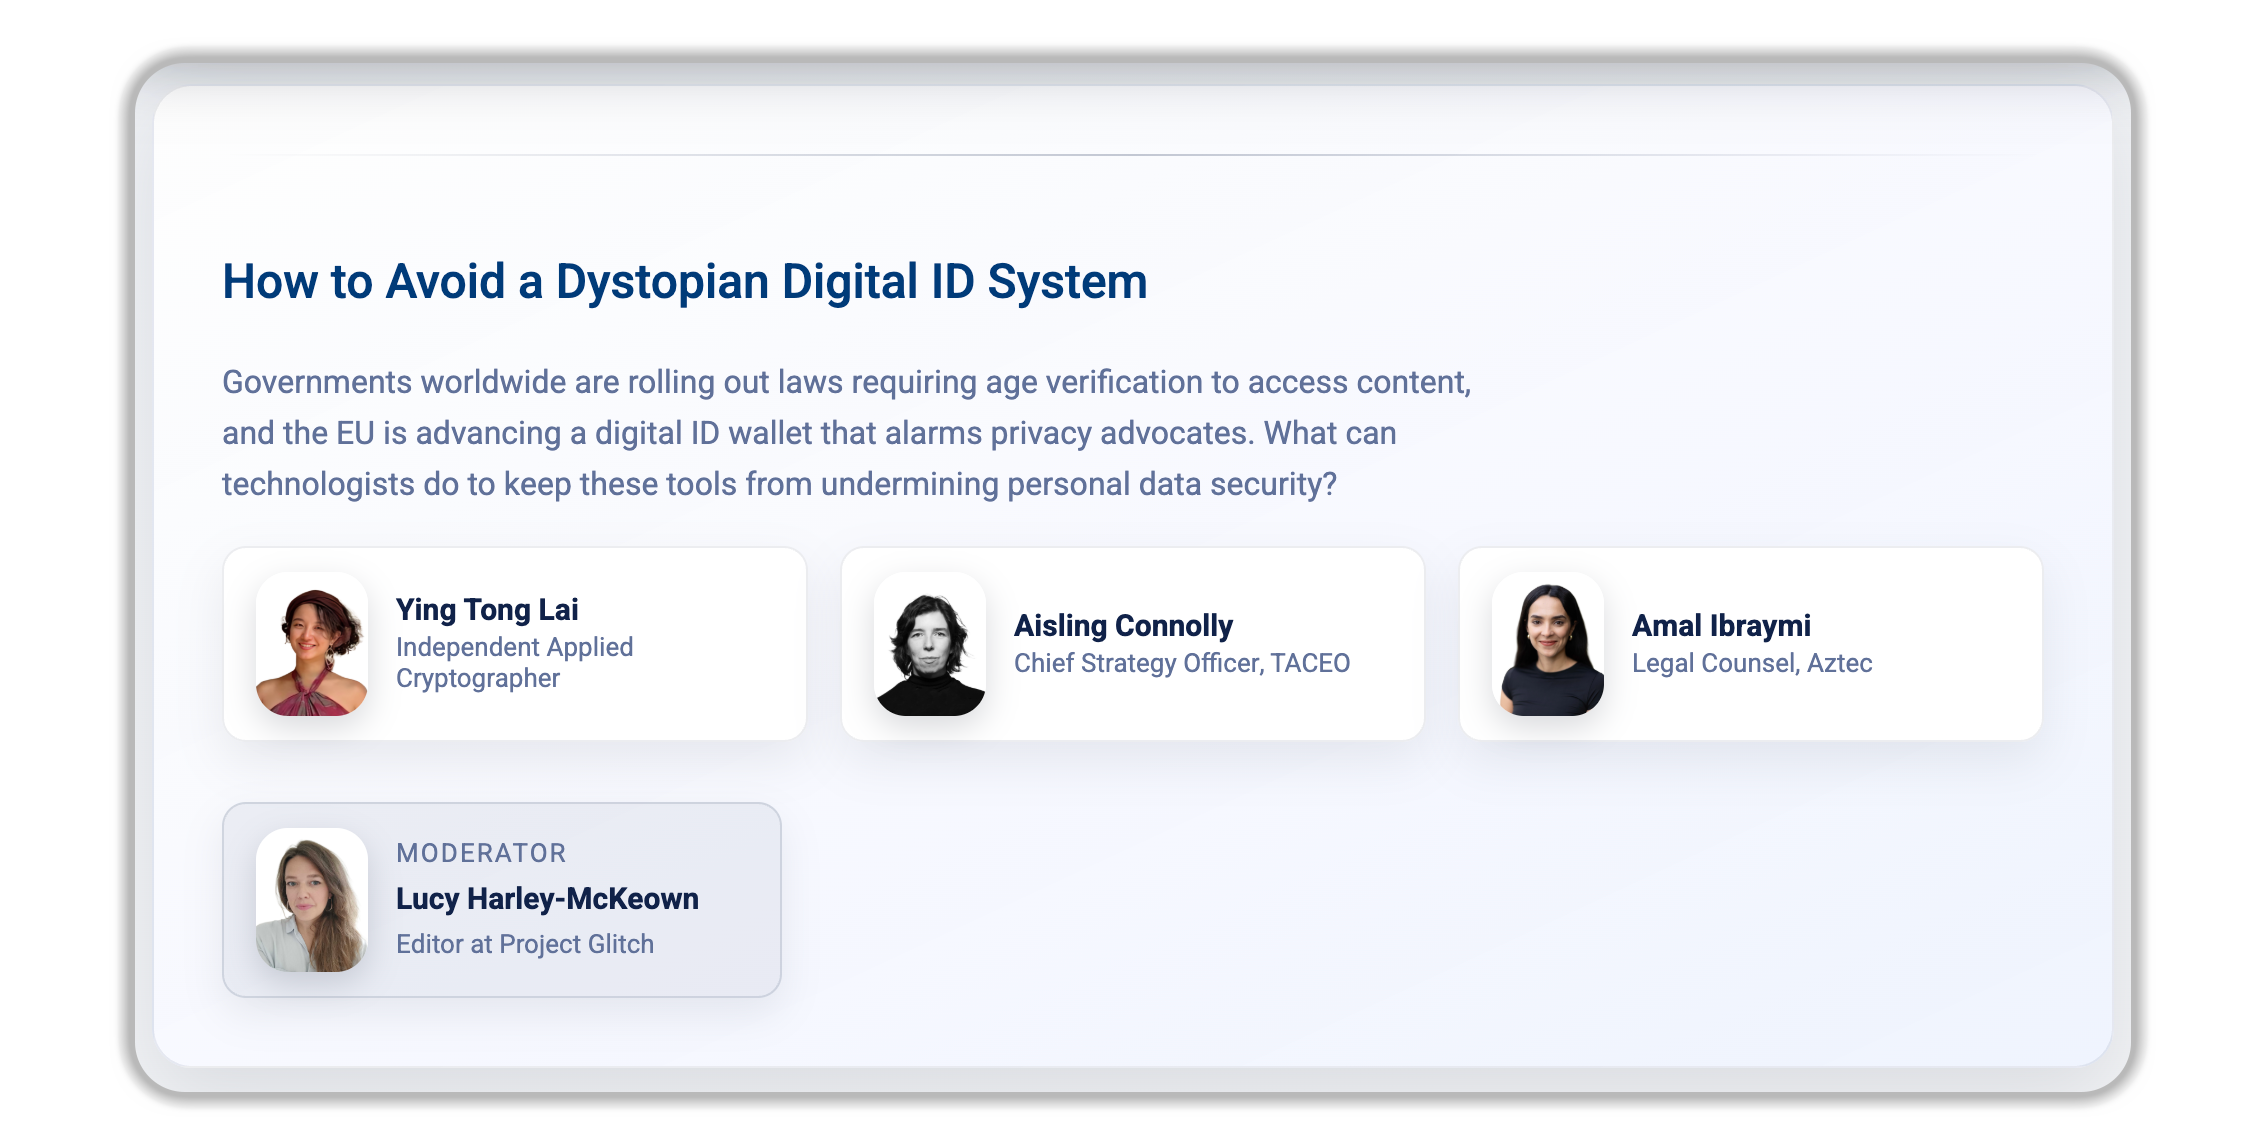 How to Avoid a Dystopian Digital ID System
Governments worldwide are rolling out laws requiring age verification to access content,
and the EU is advancing a digital ID wallet that alarms privacy advocates. What can
technologists do to keep these tools from undermining personal data security?
Ying Tong Lai
Independent Applied
Cryptographer
Aisling Connolly
Chief Strategy Officer, TACEO
Amal Ibraymi
Legal Counsel, Aztec
MODERATOR
Lucy Harley-McKeown
Editor at Project Glitch